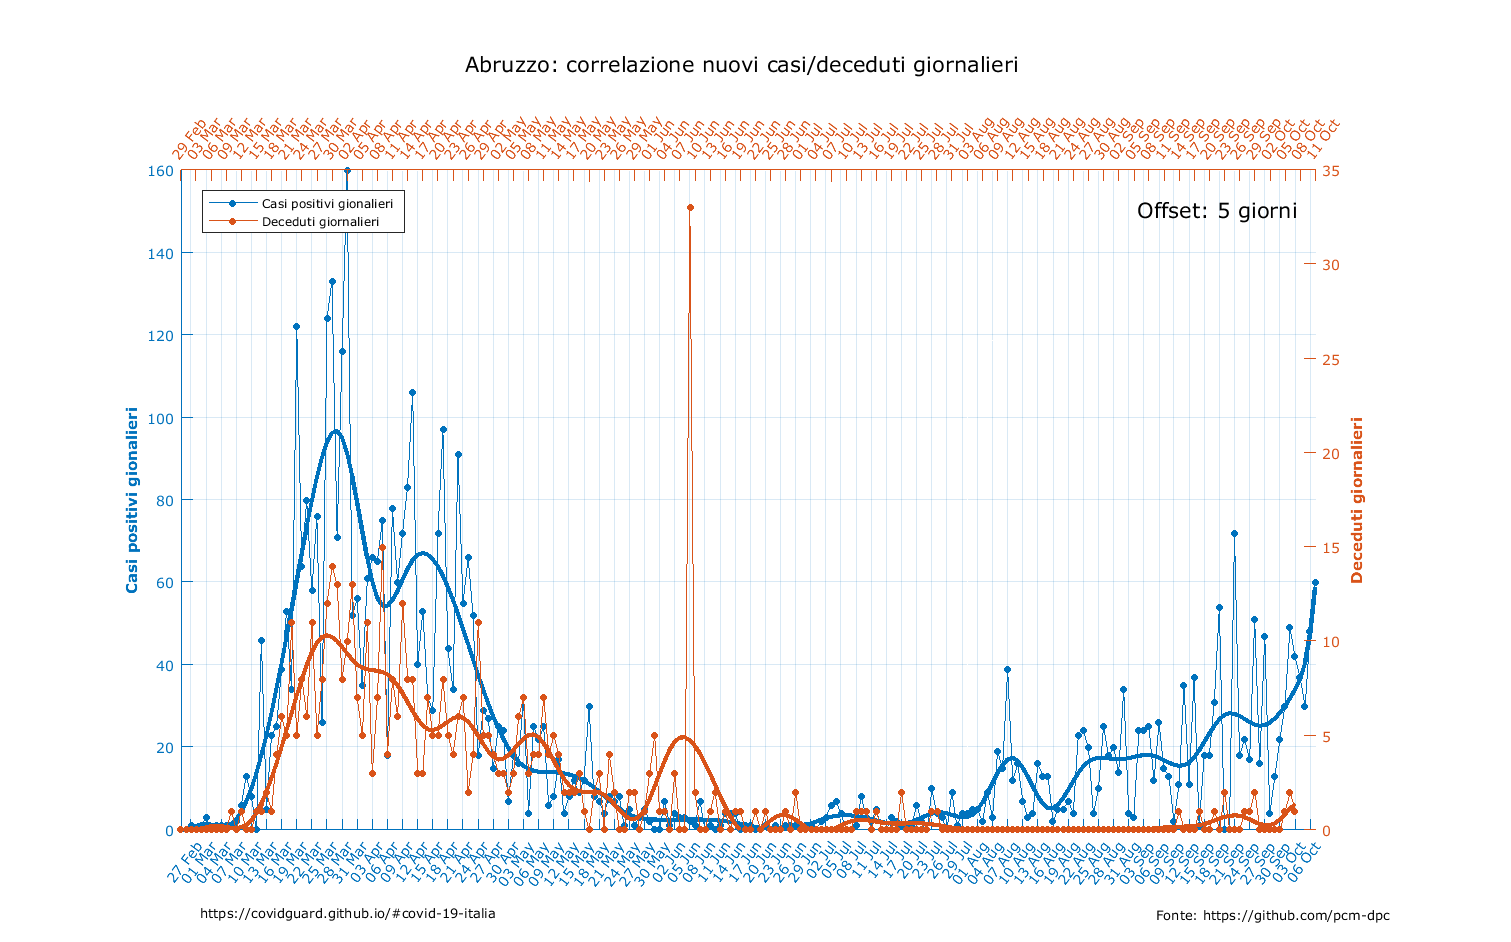 Abruzzo: correlazione nuovi casi/deceduti giornalieri
29 Feb
03 Mar
06 Mar
09 Mar
12 Mar
15 Mar
18 Mar
21 Mar
24 Mar
27 Mar
30 Mar
02 Apr
05 Apr
08 Apr
11 Apr
14 Apr
17 Apr
20 Apr
23 Apr
26 Apr
29 Apr
02 May
05 May
08 May
11 May
14 May
17 May
20 May
23 May
26 May
29 May
01 Jun
04 Jun
07 Jun
10 Jun
13 Jun
16 Jun
19 Jun
22 Jun
25 Jun
28 Jun
01 Jul
04 Jul
07 Jul
10 Jul
13 Jul
16 Jul
19 Jul
22 Jul
25 Jul
28 Jul
31 Jul
03 Aug
06 Aug
09 Aug
12 Aug
15 Aug
18 Aug
21 Aug
24 Aug
27 Aug
30 Aug
02 Sep
05 Sep
08 Sep
11 Sep
14 Sep
17 Sep
20 Sep
23 Sep
26 Sep
29 Sep
02 Oct
05 Oct
08 Oct
11 Oct
Casi positivi gionalieri
Deceduti giornalieri
Offset: 5 giorni
160
140
120
100
80
60
40
20
0
Casi positivi gionalieri
35
30
25
20
15
10
5
0
Deceduti giornalieri
27 Feb
01 Mar
04 Mar
07 Mar
10 Mar
13 Mar
16 Mar
19 Mar
22 Mar
25 Mar
28 Mar
31 Mar
03 Apr
06 Apr
09 Apr
12 Apr
15 Apr
18 Apr
21 Apr
24 Apr
27 Apr
30 Apr
03 May
06 May
09 May
12 May
15 May
18 May
21 May
24 May
27 May
30 May
02 Jun
05 Jun
08 Jun
11 Jun
14 Jun
17 Jun
20 Jun
23 Jun
26 Jun
29 Jun
02 Jul
05 Jul
08 Jul
11 Jul
14 Jul
17 Jul
20 Jul
23 Jul
26 Jul
29 Jul
01 Aug
04 Aug
07 Aug
10 Aug
13 Aug
16 Aug
19 Aug
22 Aug
25 Aug
28 Aug
31 Aug
03 Sep
06 Sep
09 Sep
12 Sep
15 Sep
18 Sep
21 Sep
24 Sep
27 Sep
30 Sep
03 Oct
06 Oct
https://covidguard.github.io/#covid-19-italia
Fonte: https://github.com/pcm-dpc